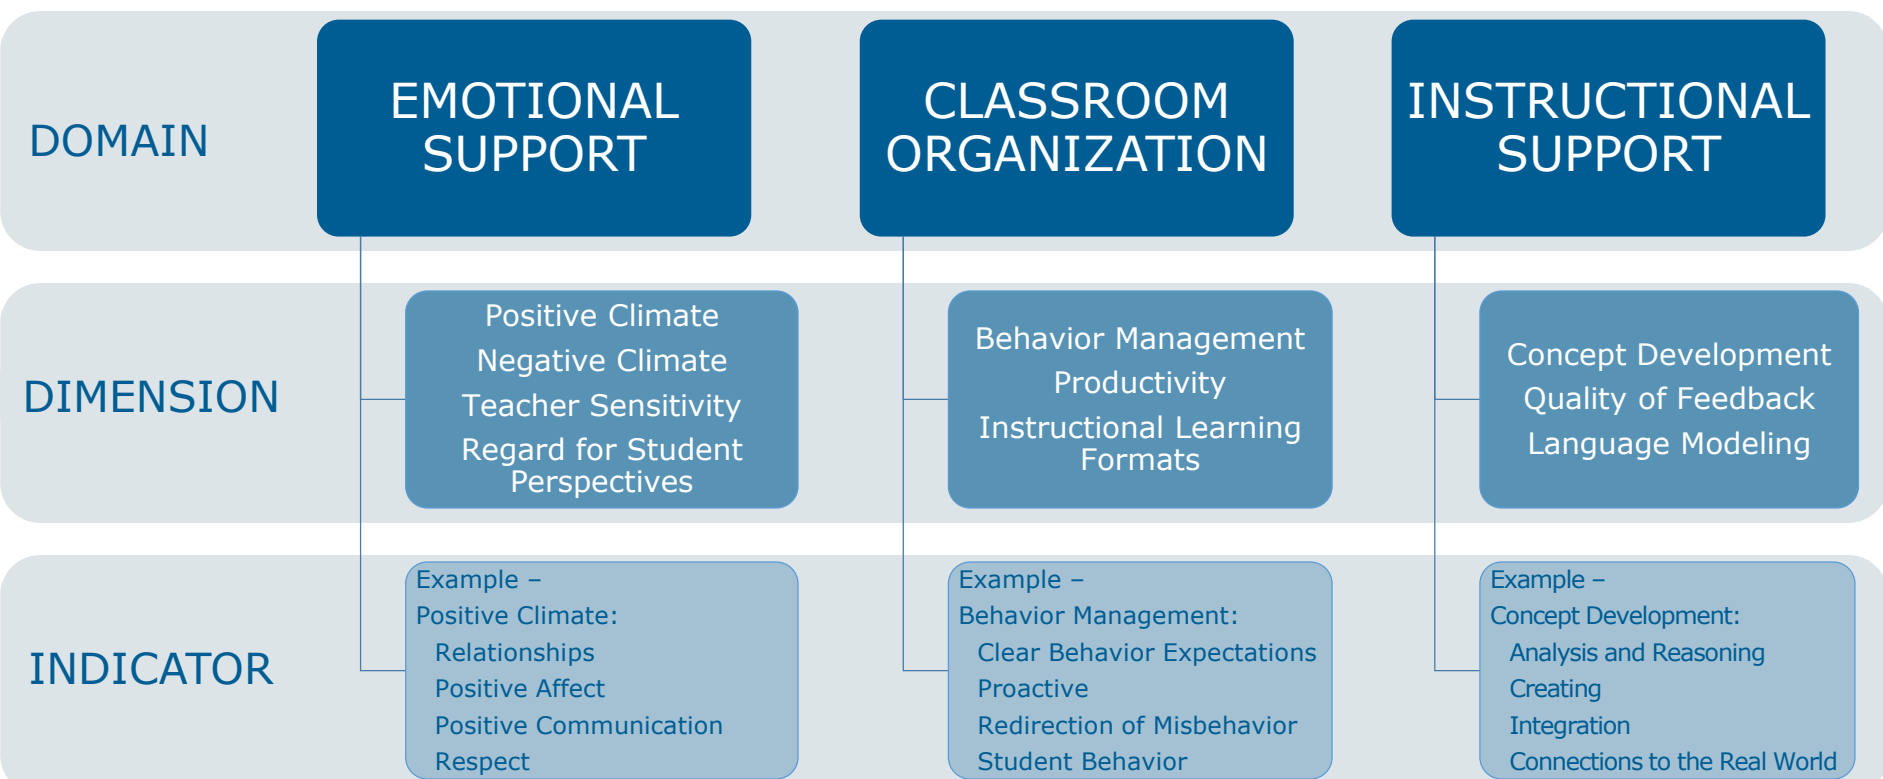 DOMAIN
EMOTIONAL
SUPPORT
CLASSROOM
ORGANIZATION
INSTRUCTIONAL
SUPPORT
DIMENSION
Positive Climate
Negative Climate
Teacher Sensitivity
Regard for Student
Perspectives
Behavior Management
Productivity
Instructional Learning
Formats
Concept Development
Quality of Feedback
Language Modeling
INDICATOR
Example –
Positive Climate:
Relationships
Positive Affect
Positive Communication
Respect
Example –
Behavior Management:
Clear Behavior Expectations
Proactive
Redirection of Misbehavior
Student Behavior
Example –
Concept Development:
Analysis and Reasoning
Creating
Integration
Connections to the Real World